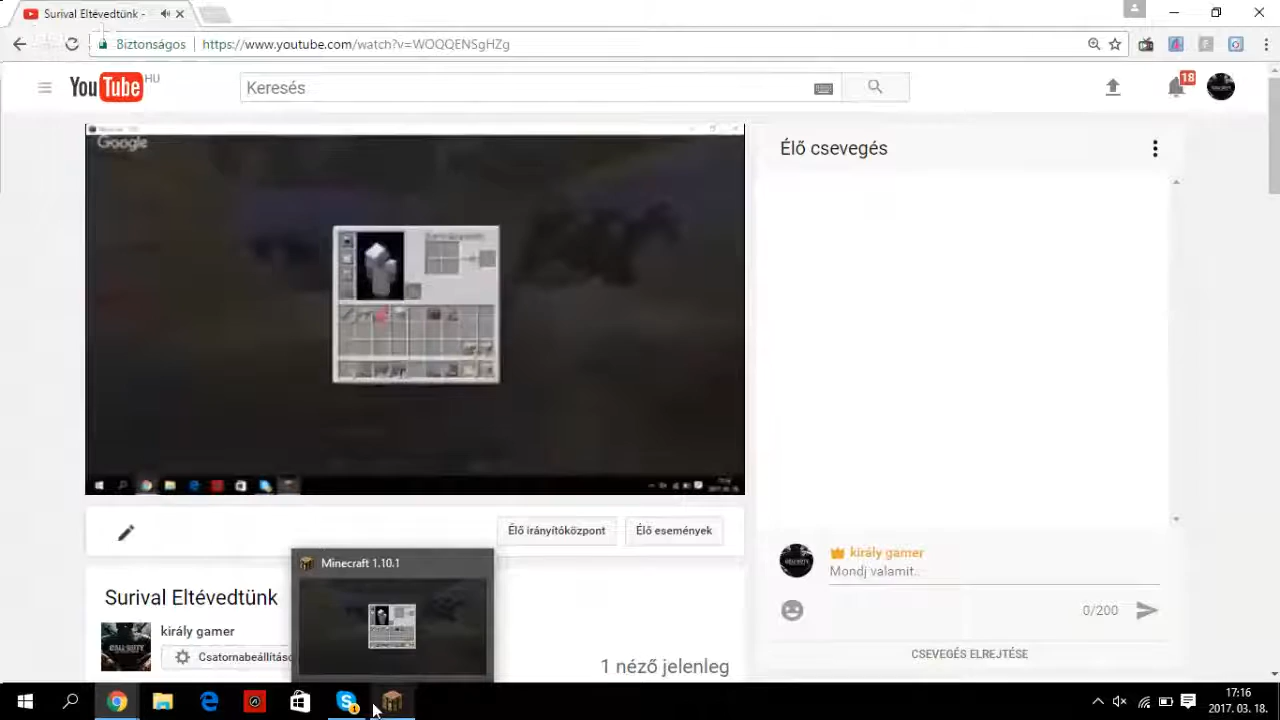 Surival Eltévedtünk -
Biztonságos
https://www.youtube.com/watch?v=WOQQENSgHZg
YouTube HU
Keresés
18
Google
Élő csevegés
Élő irányítóközpont
Élő események
király gamer
Mondj valamit...
0/200
CSEVEGÉS ELREJTÉSE
Minecraft 1.10.1
Surival Eltévedtünk
király gamer
Csatornabeállításo
1 néző jelenleg
17:16
2017. 03. 18.